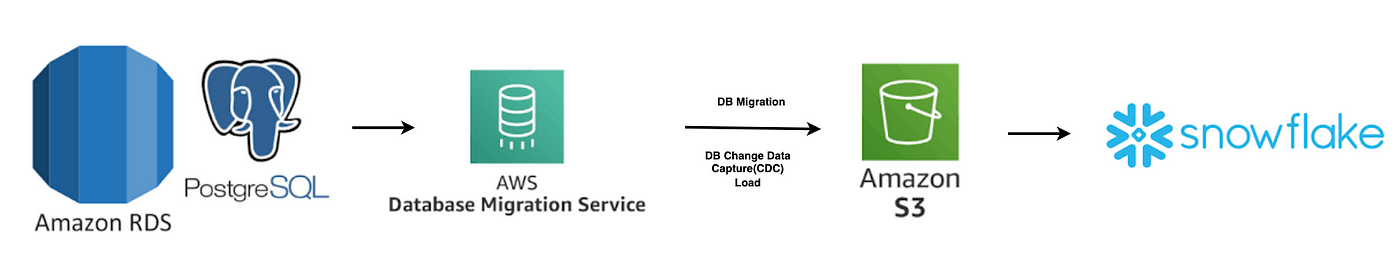 Amazon RDS
PostgreSQL
AWS
Database Migration Service
DB Migration
DB Change Data
Capture(CDC)
Load
Amazon
S3
snowflake